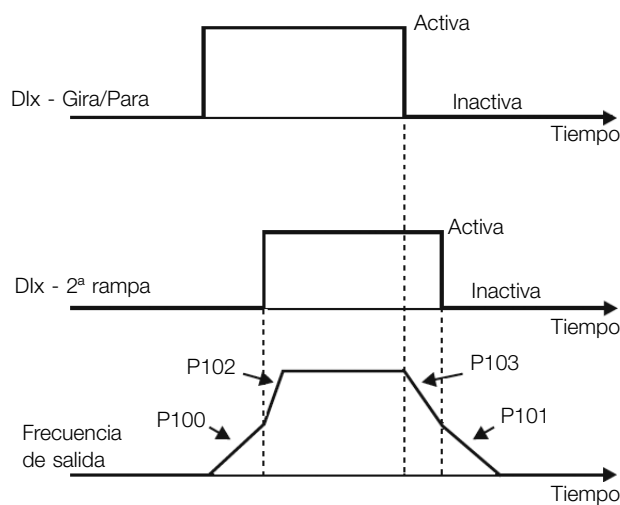 Activa
DIx - Gira/Para
Inactiva
Tiempo
Activa
DIx - 2ª rampa
Inactiva
Tiempo
P102
P103
P100
P101
Frecuencia
de salida
Tiempo